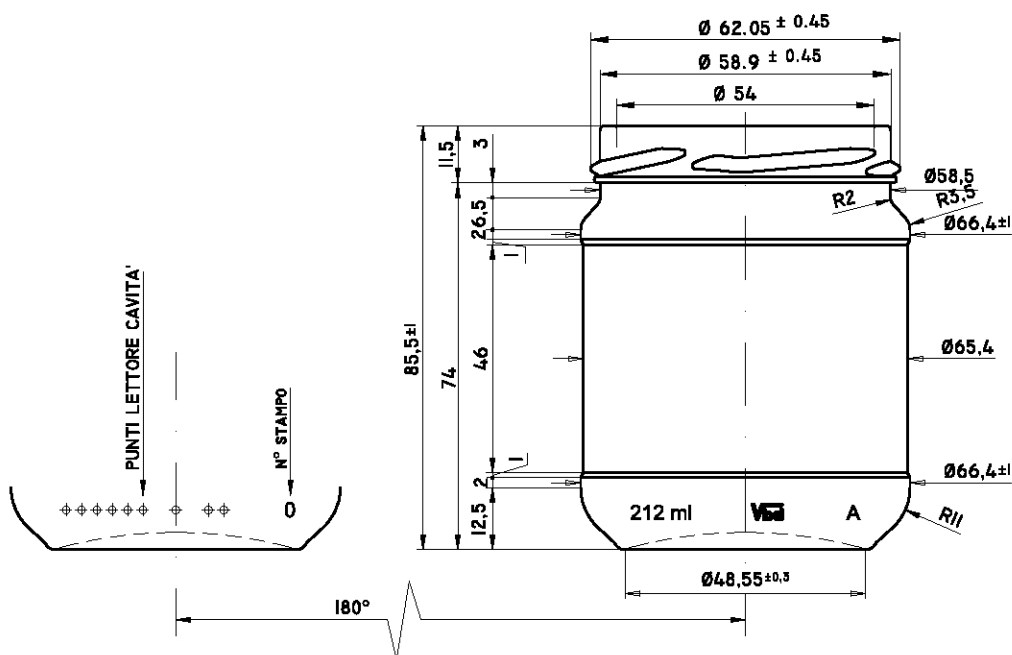 Ø 62.05 ± 0.45
Ø 58.9 ± 0.45
Ø 54
11,5
3
Ø58,5
R2
R3,5
26,5
Ø66,4±1
1
PUNTI LETTORE CAVITA'
85,5±1
74
46
Ø65,4
N° STAMPO
1
2
Ø66,4±1
12,5
0
212 ml
A
R11
Ø48,55±0,3
180°